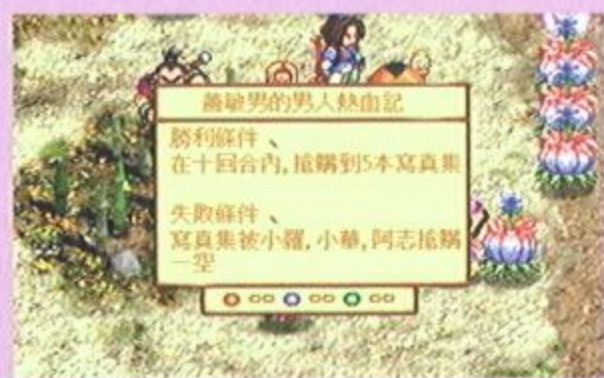 蕭敏男的男人熱血記
勝利條件、
在十回合內,搶購到5本寫真集
失敗條件、
寫真集被小羅,小華,阿志搶購
一空